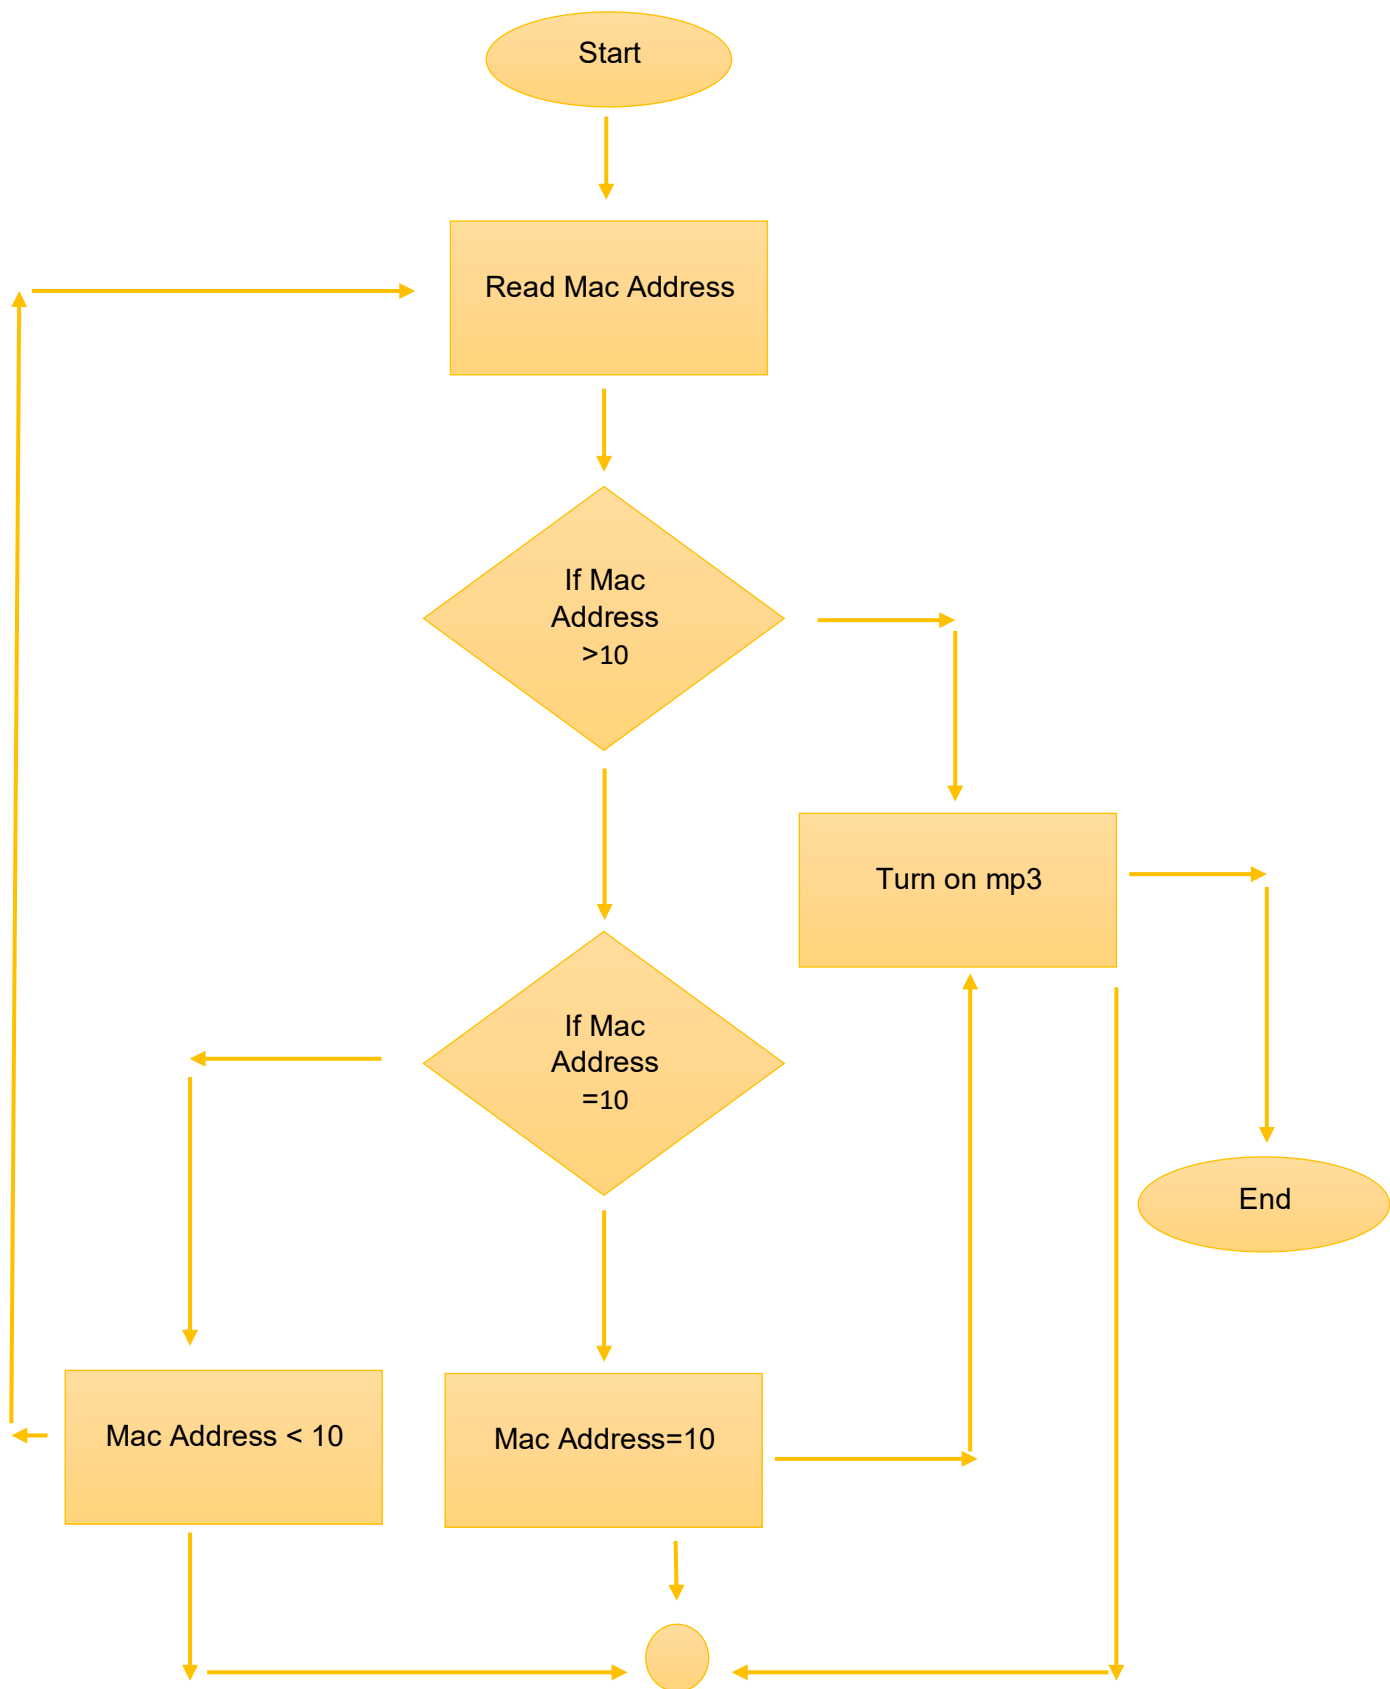 Start
Read Mac Address
If Mac
Address
>10
Turn on mp3
If Mac
Address
=10
End
Mac Address < 10
Mac Address=10